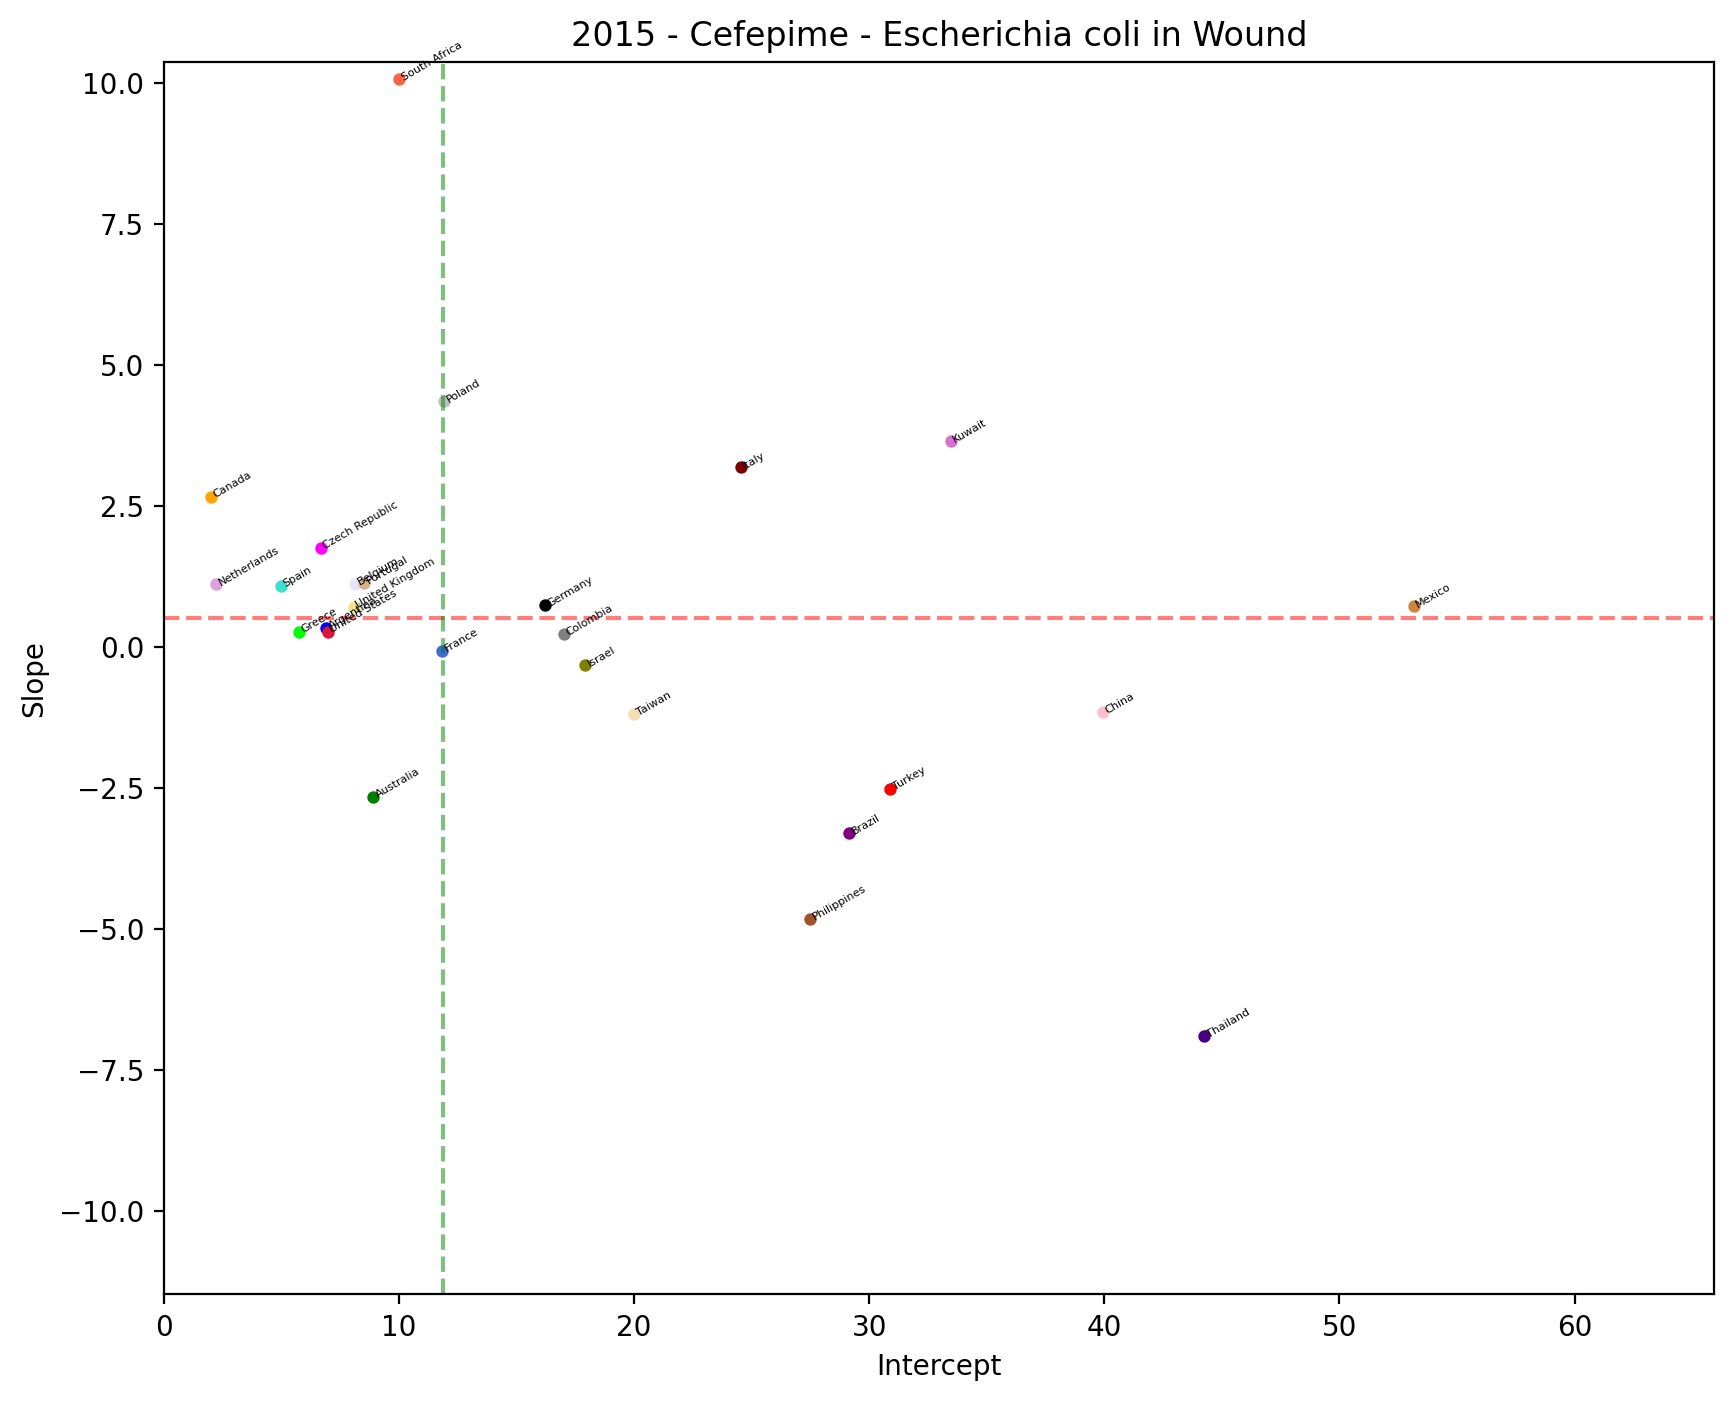 2015 - Cefepime - Escherichia coli in Wound
South Africa
Poland
Kuwait
Italy
Canada
Czech Republic
Netherlands
Spain
Belgium
Portugal
United Kingdom
Germany
Mexico
Greece
Argentina
United States
Colombia
France
Israel
Taiwan
China
Australia
Turkey
Brazil
Philippines
Thailand
10.0
7.5
5.0
2.5
0.0
−2.5
−5.0
−7.5
−10.0
Slope
0 10 20 30 40 50 60
Intercept